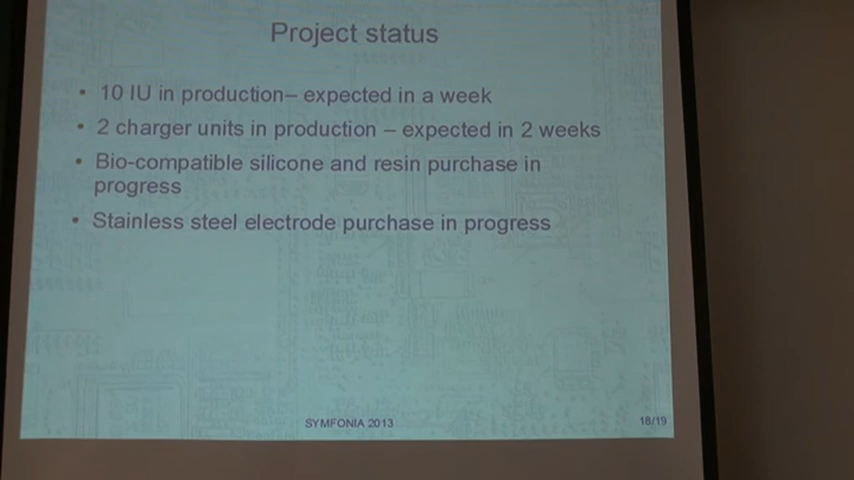 Project status
• 10 IU in production– expected in a week
• 2 charger units in production – expected in 2 weeks
• Bio-compatible silicone and resin purchase in
progress
• Stainless steel electrode purchase in progress
SYMFONIA 2013
18/19